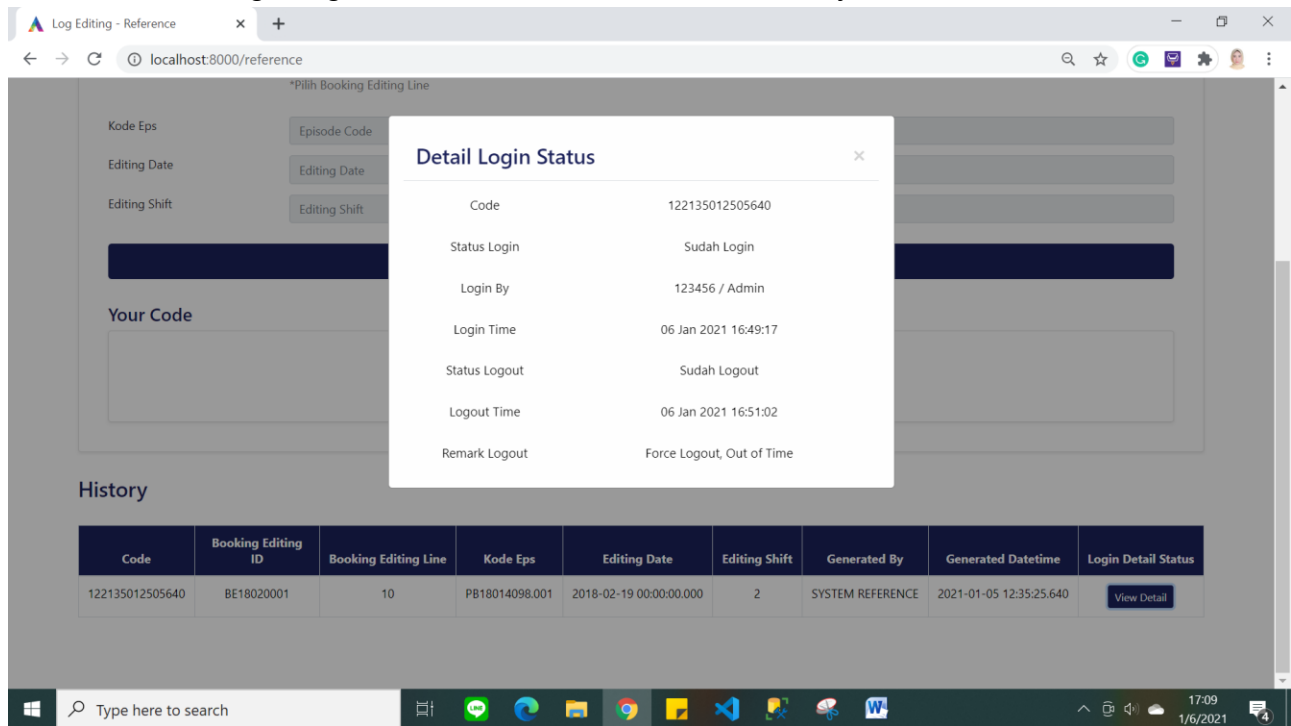 Log Editing - Reference
localhost:8000/reference
*Pilih Booking Editing Line
Kode Eps
Episode Code
Editing Date
Editing Date
Editing Shift
Editing Shift
Your Code
Detail Login Status
Code 122135012505640
Status Login Sudah Login
Login By 123456 / Admin
Login Time 06 Jan 2021 16:49:17
Status Logout Sudah Logout
Logout Time 06 Jan 2021 16:51:02
Remark Logout Force Logout, Out of Time
History
Code Booking Editing ID Booking Editing Line Kode Eps Editing Date Editing Shift Generated By Generated Datetime Login Detail Status
122135012505640 BE18020001 10 PB18014098.001 2018-02-19 00:00:00.000 2 SYSTEM REFERENCE 2021-01-05 12:35:25.640 View Detail
Type here to search
17:09
1/6/2021
4